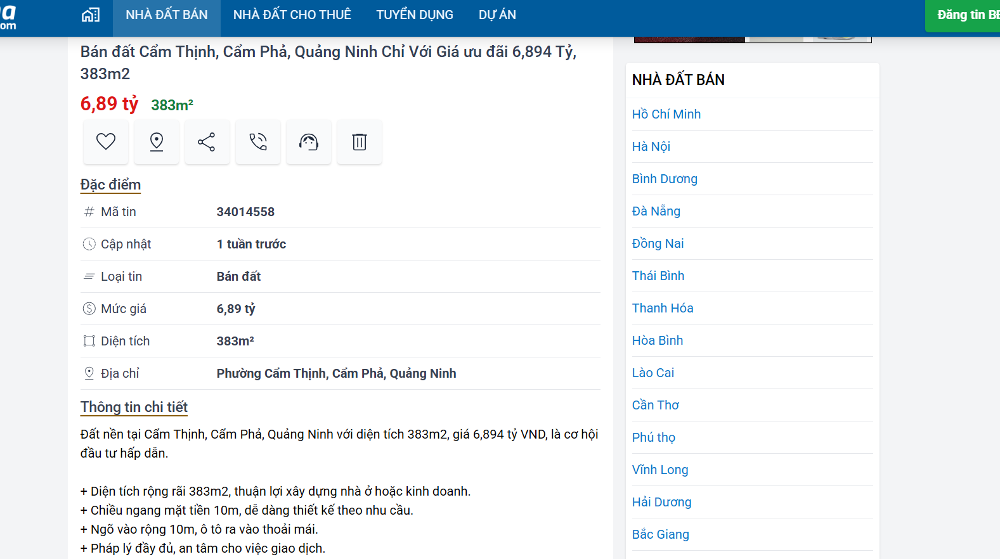 om
NHÀ ĐẤT BÁN
NHÀ ĐẤT CHO THUÊ
TUYỂN DỤNG
DỰ ÁN
Đăng tin
Bán đất Cẩm Thịnh, Cẩm Phả, Quảng Ninh Chỉ Với Giá ưu đãi 6,894 Tỷ,
383m2
6,89 tỷ 383m²
Đặc điểm
Mã tin 34014558
Cập nhật 1 tuần trước
Loại tin Bán đất
Mức giá 6,89 tỷ
Diện tích 383m²
Địa chỉ Phường Cẩm Thịnh, Cẩm Phả, Quảng Ninh
Thông tin chi tiết
Đất nền tại Cẩm Thịnh, Cẩm Phả, Quảng Ninh với diện tích 383m2, giá 6,894 tỷ VND, là cơ hội
đầu tư hấp dẫn.
+ Diện tích rộng rãi 383m2, thuận lợi xây dựng nhà ở hoặc kinh doanh.
+ Chiều ngang mặt tiền 10m, dễ dàng thiết kế theo nhu cầu.
+ Ngõ vào rộng 10m, ô tô ra vào thoải mái.
+ Pháp lý đầy đủ, an tâm cho việc giao dịch.
NHÀ ĐẤT BÁN
Hồ Chí Minh
Hà Nội
Bình Dương
Đà Nẵng
Đồng Nai
Thái Bình
Thanh Hóa
Hòa Bình
Lào Cai
Cần Thơ
Phú thọ
Vĩnh Long
Hải Dương
Bắc Giang